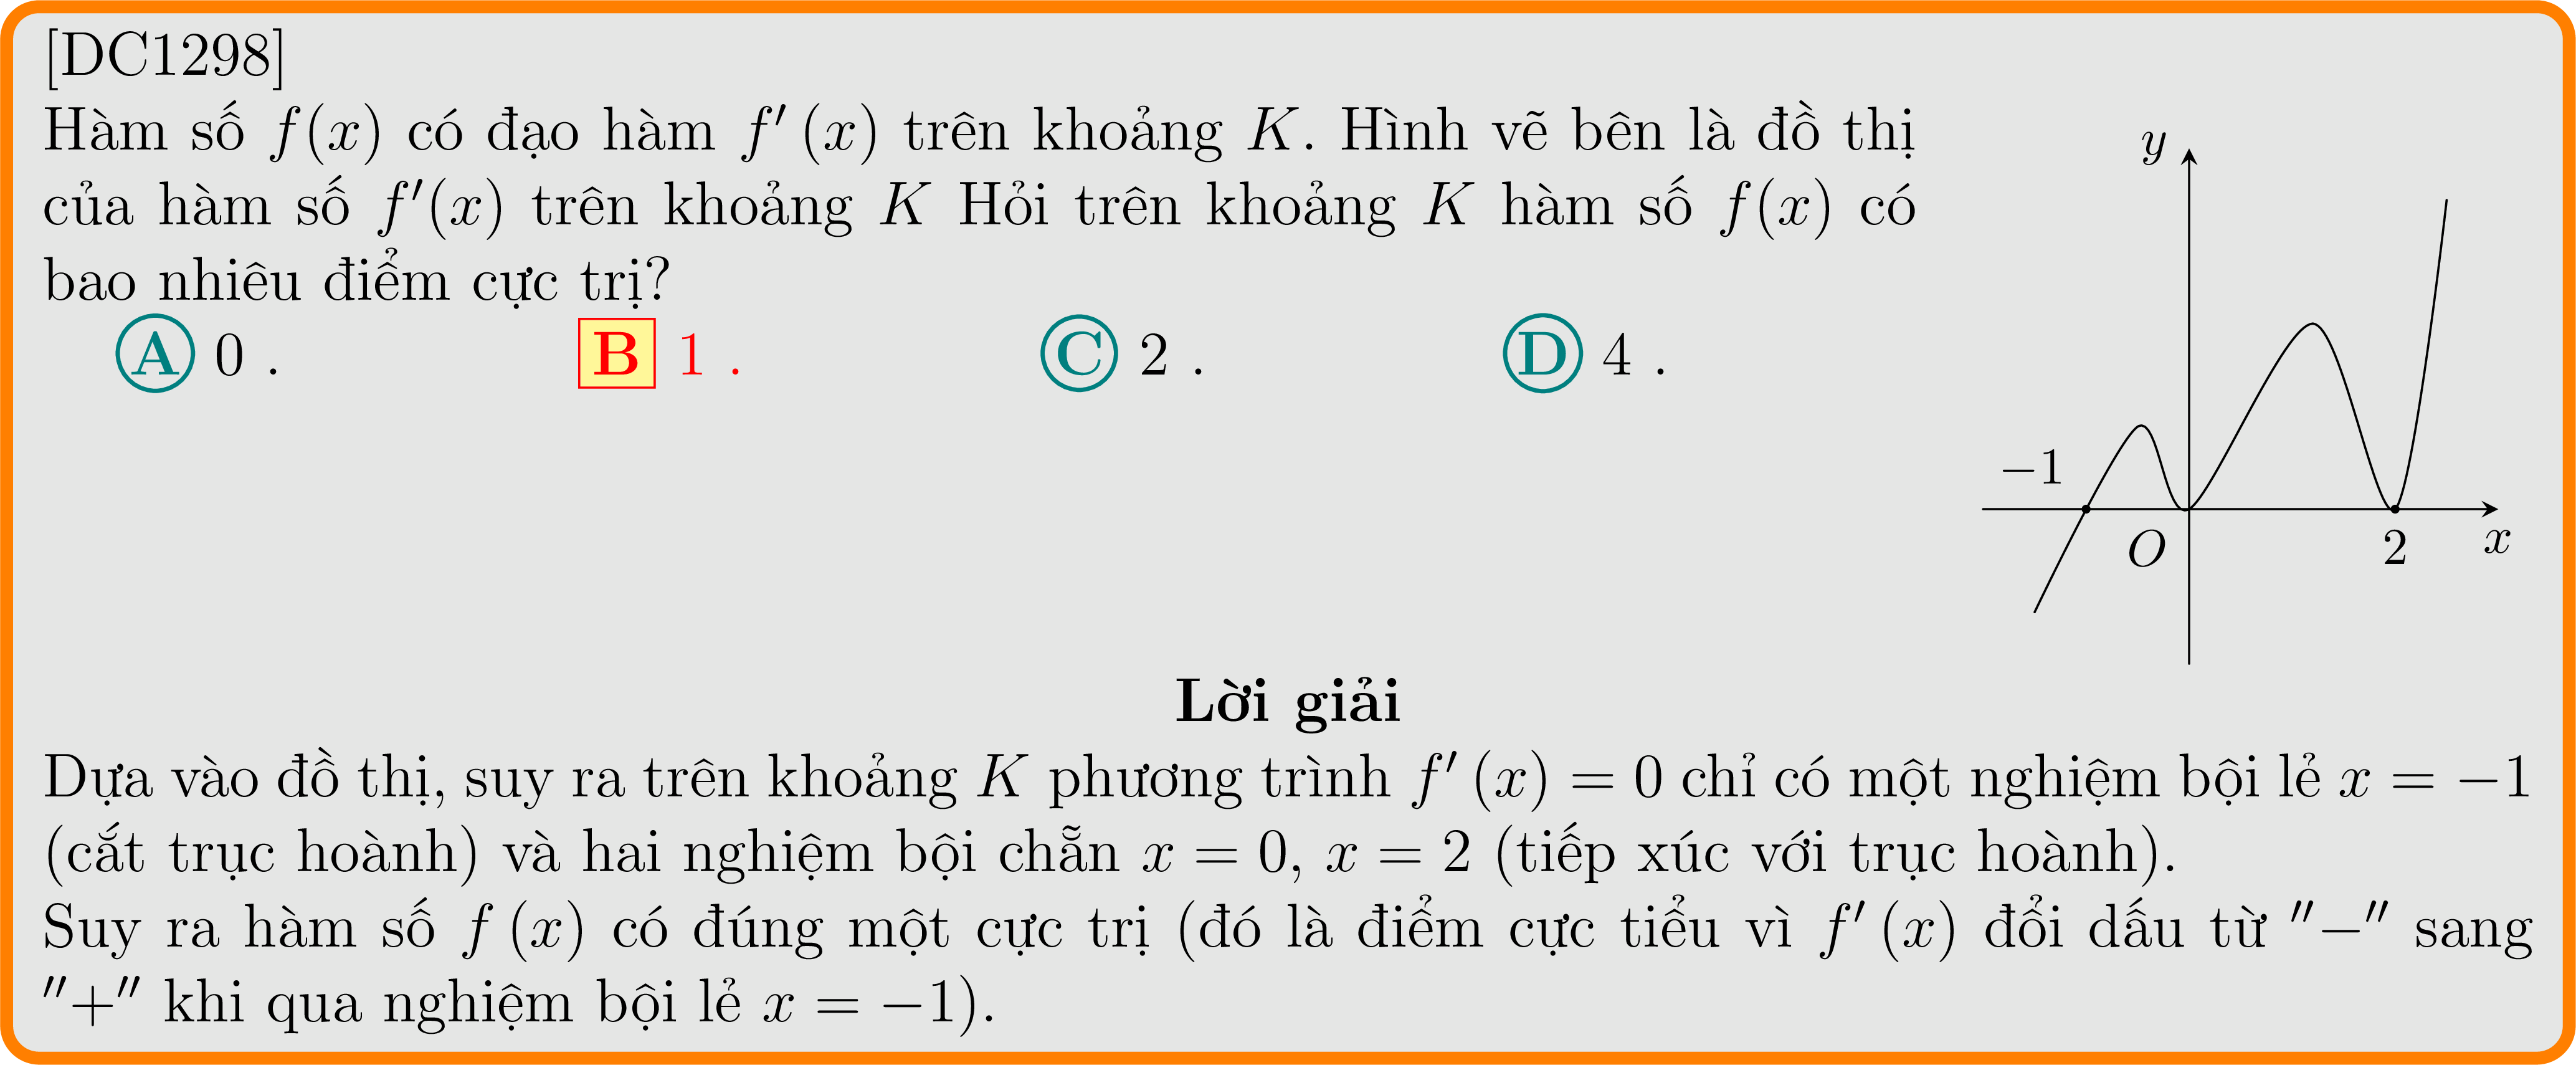 [DC1298]
Hàm số f(x) có đạo hàm f′ (x) trên khoảng K. Hình vẽ bên là đồ thị
của hàm số f′(x) trên khoảng K Hỏi trên khoảng K hàm số f(x) có
bao nhiêu điểm cực trị?
A 0 . B 1 . C 2 . D 4 .
y
−1
O
2
x
Lời giải
Dựa vào đồ thị, suy ra trên khoảng K phương trình f′ (x) = 0 chỉ có một nghiệm bội lẻ x = −1
(cắt trục hoành) và hai nghiệm bội chẵn x = 0, x = 2 (tiếp xúc với trục hoành).
Suy ra hàm số f (x) có đúng một cực trị (đó là điểm cực tiểu vì f′ (x) đổi dấu từ ″−″ sang
″+″ khi qua nghiệm bội lẻ x = −1).